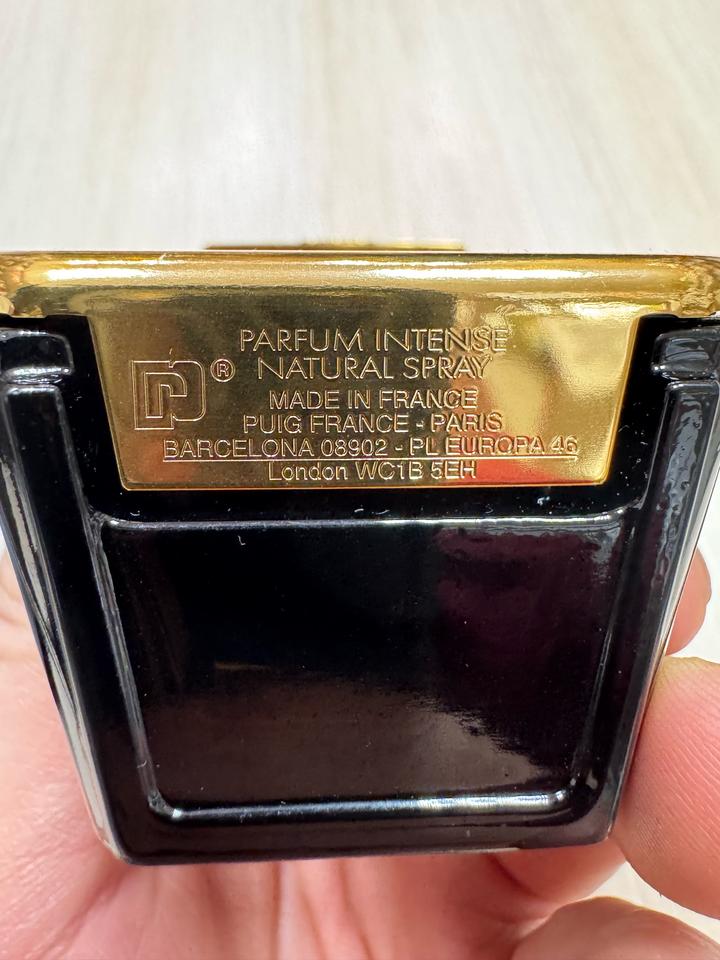 PARFUM INTENSE
NATURAL SPRAY
®
MADE IN FRANCE
PUIG FRANCE - PARIS
BARCELONA 08902 - PL EUROPA 46
London WC1B 5EH